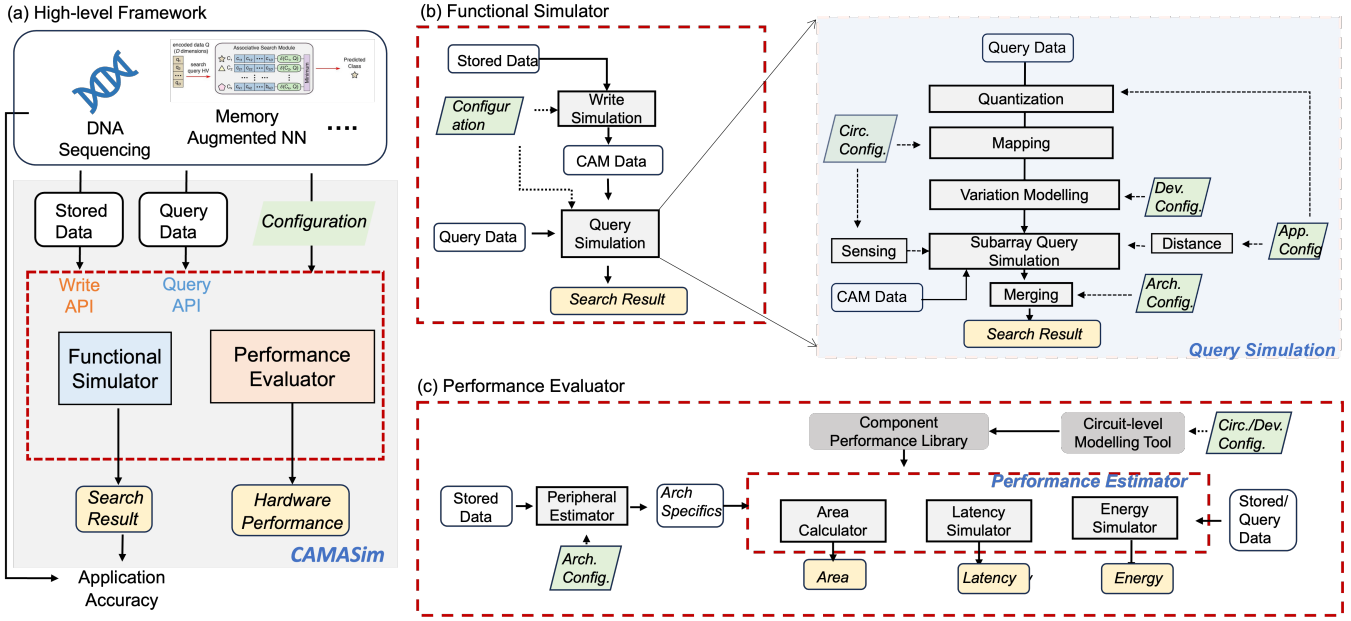 (a) High-level Framework
encoded data Q
(D dimensions)
search
query HV
Associative Search Module
Minimum
Predicted
Class
DNA
Sequencing
Memory
Augmented NN
....
Stored
Data
Query
Data
Configuration
Write
API
Query
API
Functional
Simulator
Performance
Evaluator
Search
Result
Hardware
Performance
CAMASim
Application
Accuracy
(b) Functional Simulator
Stored Data
Configur
ation
Write
Simulation
CAM Data
Query Data
Query
Simulation
Search Result
Query Data
Quantization
Circ.
Config.
Mapping
Variation Modelling
Dev.
Config.
Sensing
Subarray Query
Simulation
Distance
App.
Config
CAM Data
Merging
Arch.
Config.
Search Result
Query Simulation
(c) Performance Evaluator
Component
Performance Library
Circuit-level
Modelling Tool
Circ./Dev.
Config.
Performance Estimator
Stored
Data
Peripheral
Estimator
Arch
Specifics
Area
Calculator
Latency
Simulator
Energy
Simulator
Stored/
Query
Data
Arch.
Config.
Area
Latency
Energy